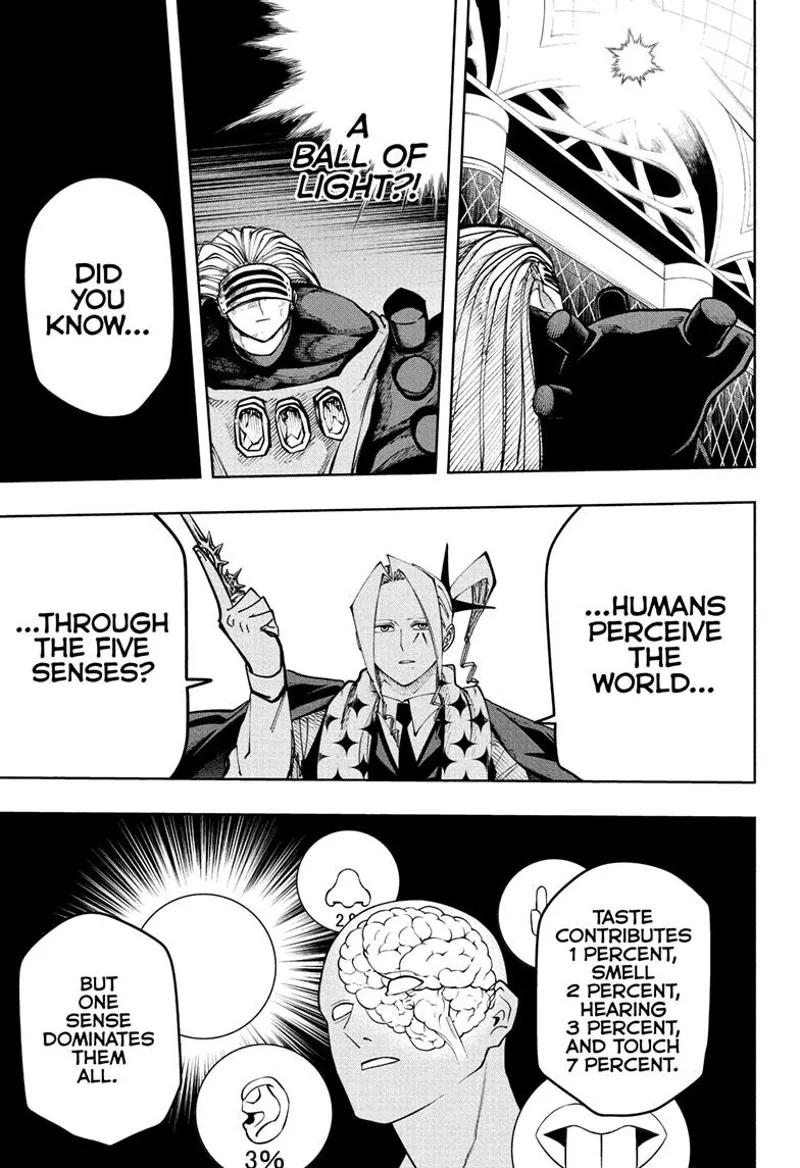 A
BALL OF
LIGHT?!
DID
YOU
KNOW...
...HUMANS
PERCEIVE
THE
WORLD...
...THROUGH
THE FIVE
SENSES?
TASTE
CONTRIBUTES
1 PERCENT,
SMELL
2 PERCENT,
HEARING
3 PERCENT,
AND TOUCH
7 PERCENT.
BUT
ONE
SENSE
DOMINATES
THEM
ALL.
3%